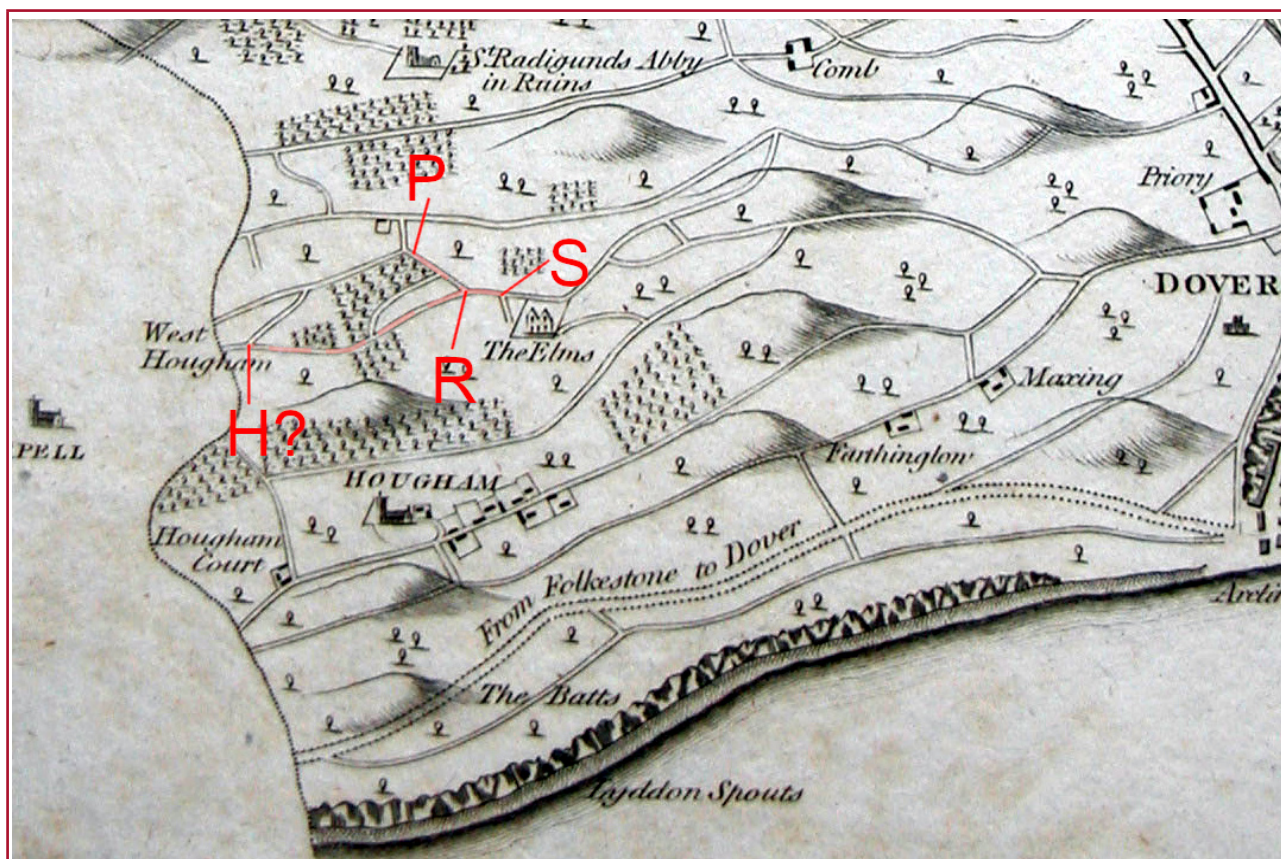 St. Radigunds Abby
in Ruins
Comb
P
Priory
S
DOVER
West
Hougham
The Elms
R
Maxing
H?
PELL
Farthinglow
HOUGHAM
Hougham
Court
From Folkestone to Dover
The Batts
Lyddon Spouts